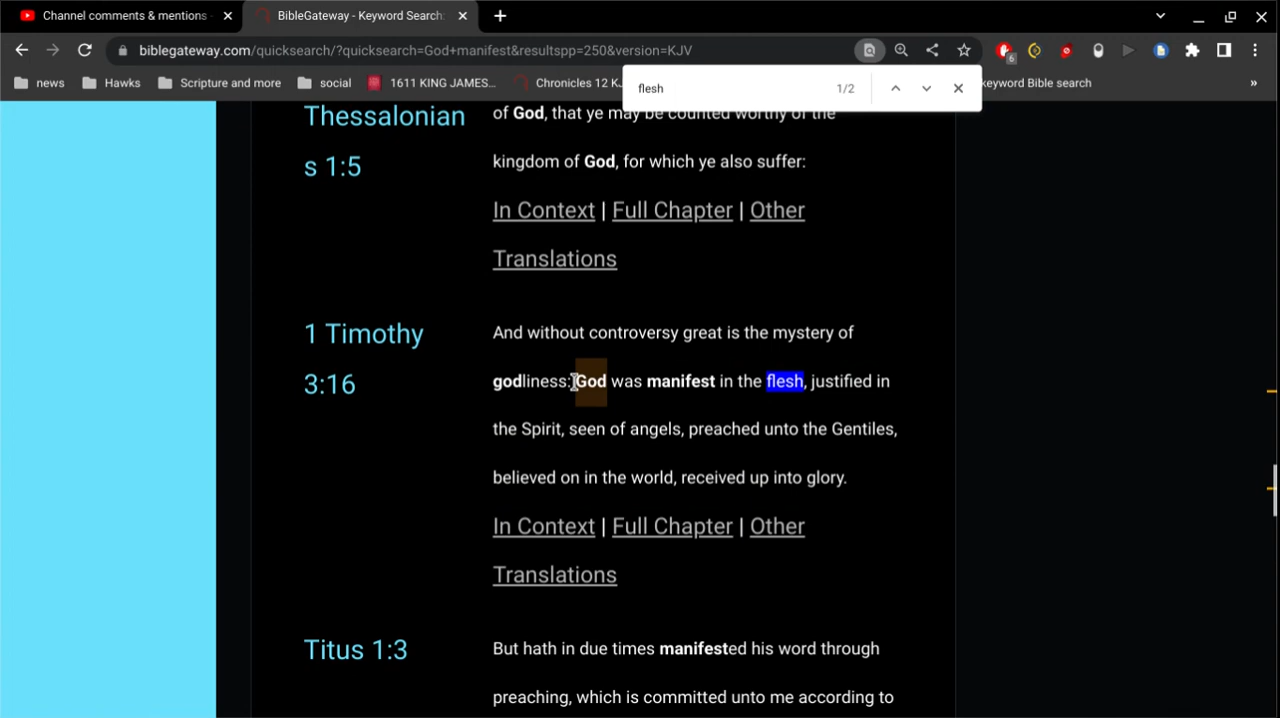 Channel comments & mentions
BibleGateway - Keyword Search:
biblegateway.com/quicksearch/?quicksearch=God+manifest&resultspp=250&version=KJV
6
news
Hawks
Scripture and more
social
1611 KING JAMES...
Chronicles 12 KJ
keyword Bible search
»
flesh
1/2
Thessalonian
s 1:5
of God, that ye may be counted worthy of the
kingdom of God, for which ye also suffer:
In Context | Full Chapter | Other
Translations
1 Timothy
3:16
And without controversy great is the mystery of
godliness: God was manifest in the flesh, justified in
the Spirit, seen of angels, preached unto the Gentiles,
believed on in the world, received up into glory.
In Context | Full Chapter | Other
Translations
Titus 1:3
But hath in due times manifested his word through
preaching, which is committed unto me according to